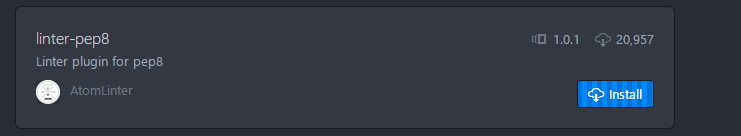 linter-pep8 1.0.1 20,957
Linter plugin for pep8
AtomLinter Install